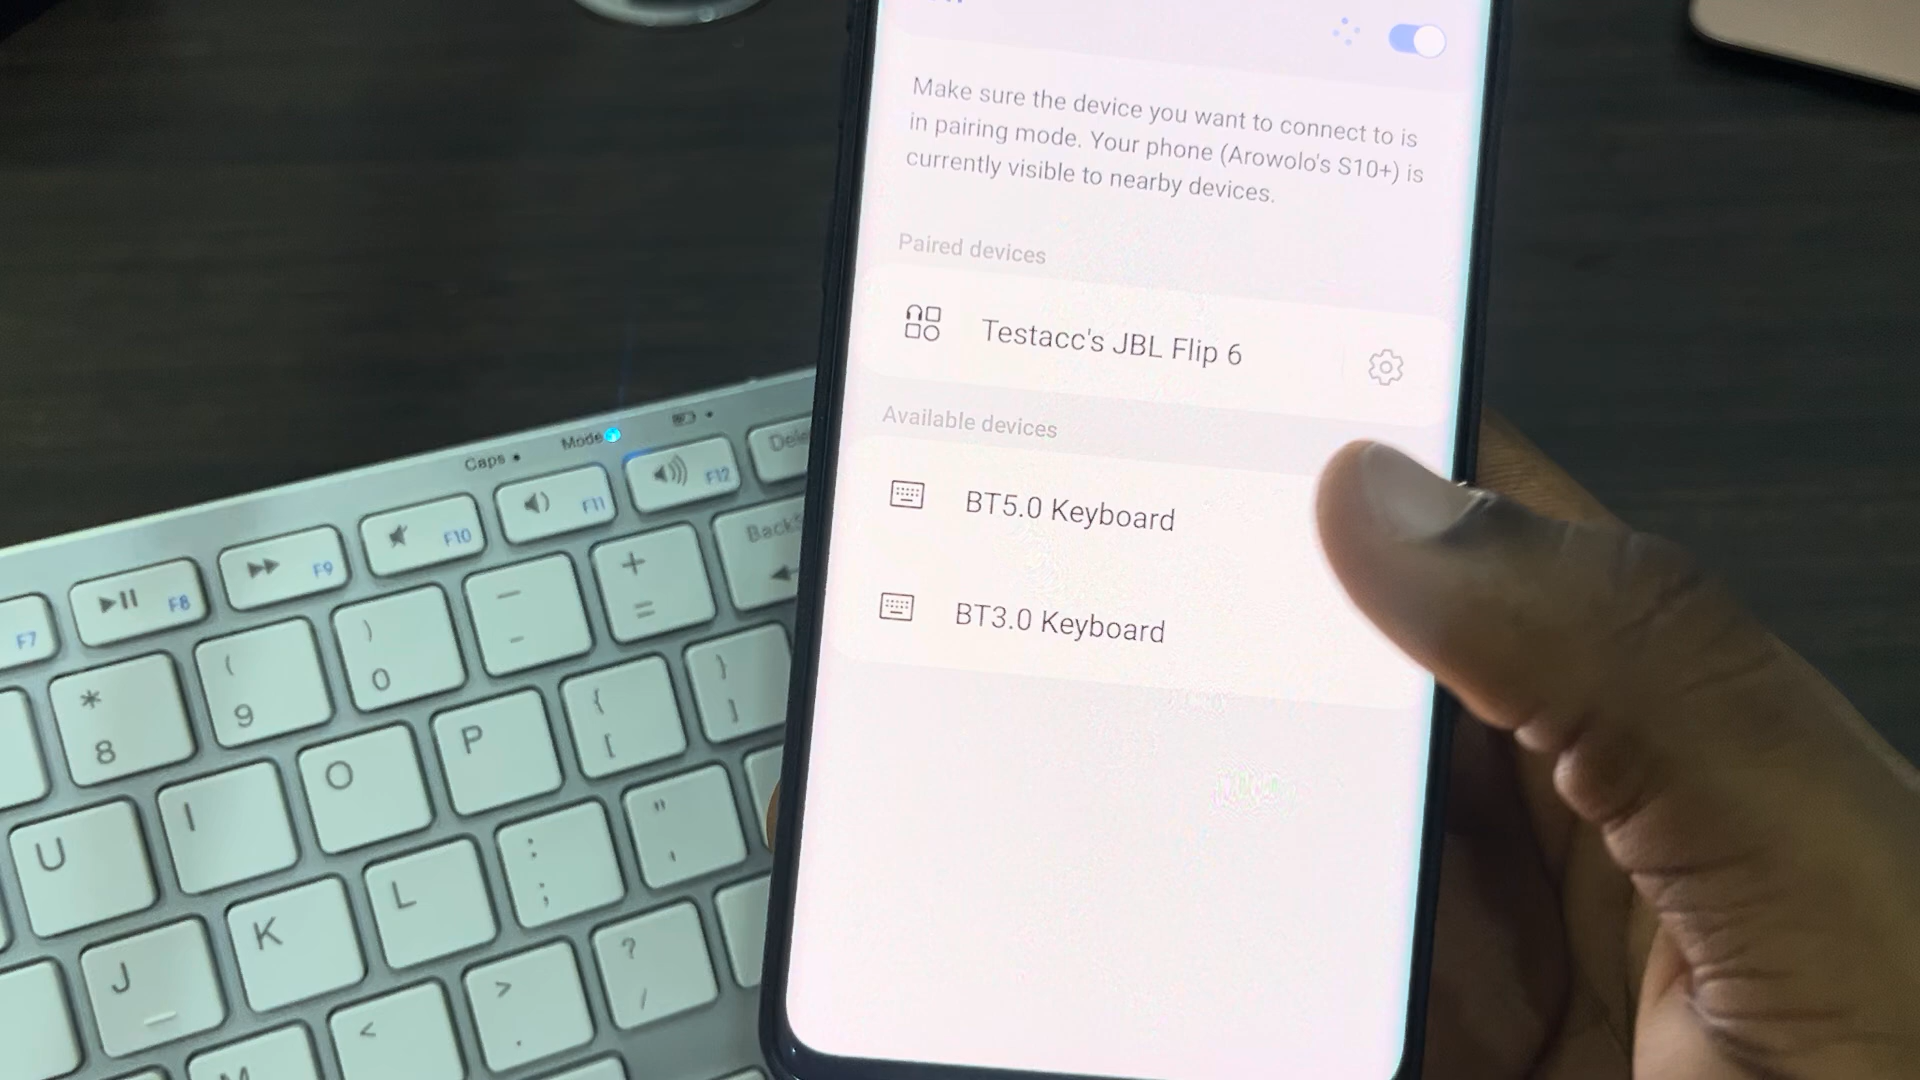 Make sure the device you want to connect to is
in pairing mode. Your phone (Arowolo's S10+) is
currently visible to nearby devices.
Paired devices
Testacc's JBL Flip 6
Available devices
BT5.0 Keyboard
BT3.0 Keyboard
Caps
Mode
F7
F8
F9
F10
F11
F12
* 8
( 9
) 0
_ -
+ =
U
I
O
P
{ [
} ]
J
K
L
: ;
" '
M
< 
> .
? /